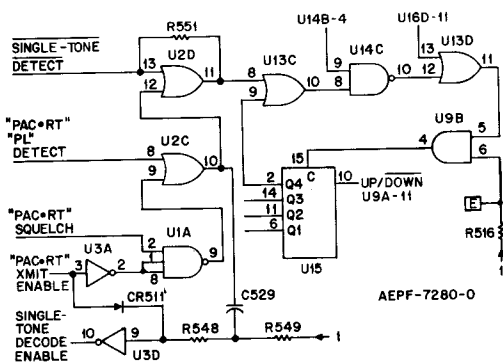 R551
U14B-4
U16D-11
SINGLE-TONE
DETECT
13
U2D
11
12
8
U13C
9
10
9
U14C
8
10
13
U13D
12
11
"PAC•RT"
"PL"
DETECT
8
U2C
9
10
4
U9B
5
6
15
C
2
Q4
14
Q3
11
Q2
6
Q1
U15
10
UP/DOWN
U9A-11
E
R516
1
"PAC•RT"
SQUELCH
U1A
2
1
8
9
"PAC•RT"
XMIT
ENABLE
U3A
3
2
CR511
C529
AEPF-7280-O
SINGLE-
TONE
DECODE
ENABLE
10
9
U3D
R548
R549
1